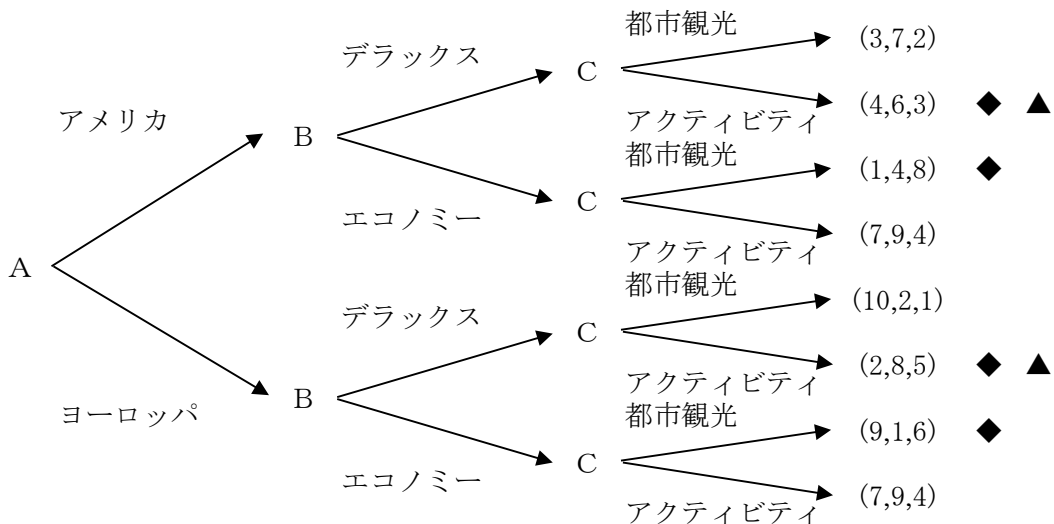 都市観光
(3,7,2)
デラックス
C
アメリカ
アクティビティ
(4,6,3) ◆ ▲
B
都市観光
(1,4,8) ◆
エコノミー
C
アクティビティ
(7,9,4)
A
都市観光
(10,2,1)
デラックス
C
アクティビティ
(2,8,5) ◆ ▲
ヨーロッパ
B
都市観光
(9,1,6) ◆
エコノミー
C
アクティビティ
(7,9,4)